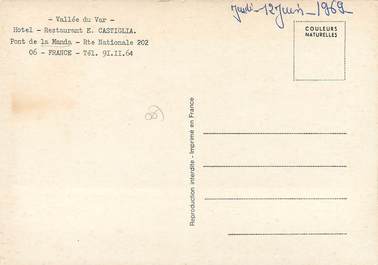 - Vallée du Var -
Hotel - Restaurant E. CASTIGLIA.
Pont de la Manda - Rte Nationale 202
06 - FRANCE - Tél. 91.11.64
Jeudi - 12 Juin - 1969
COULEURS
NATURELLES
Reproduction interdite - Imprimé en France